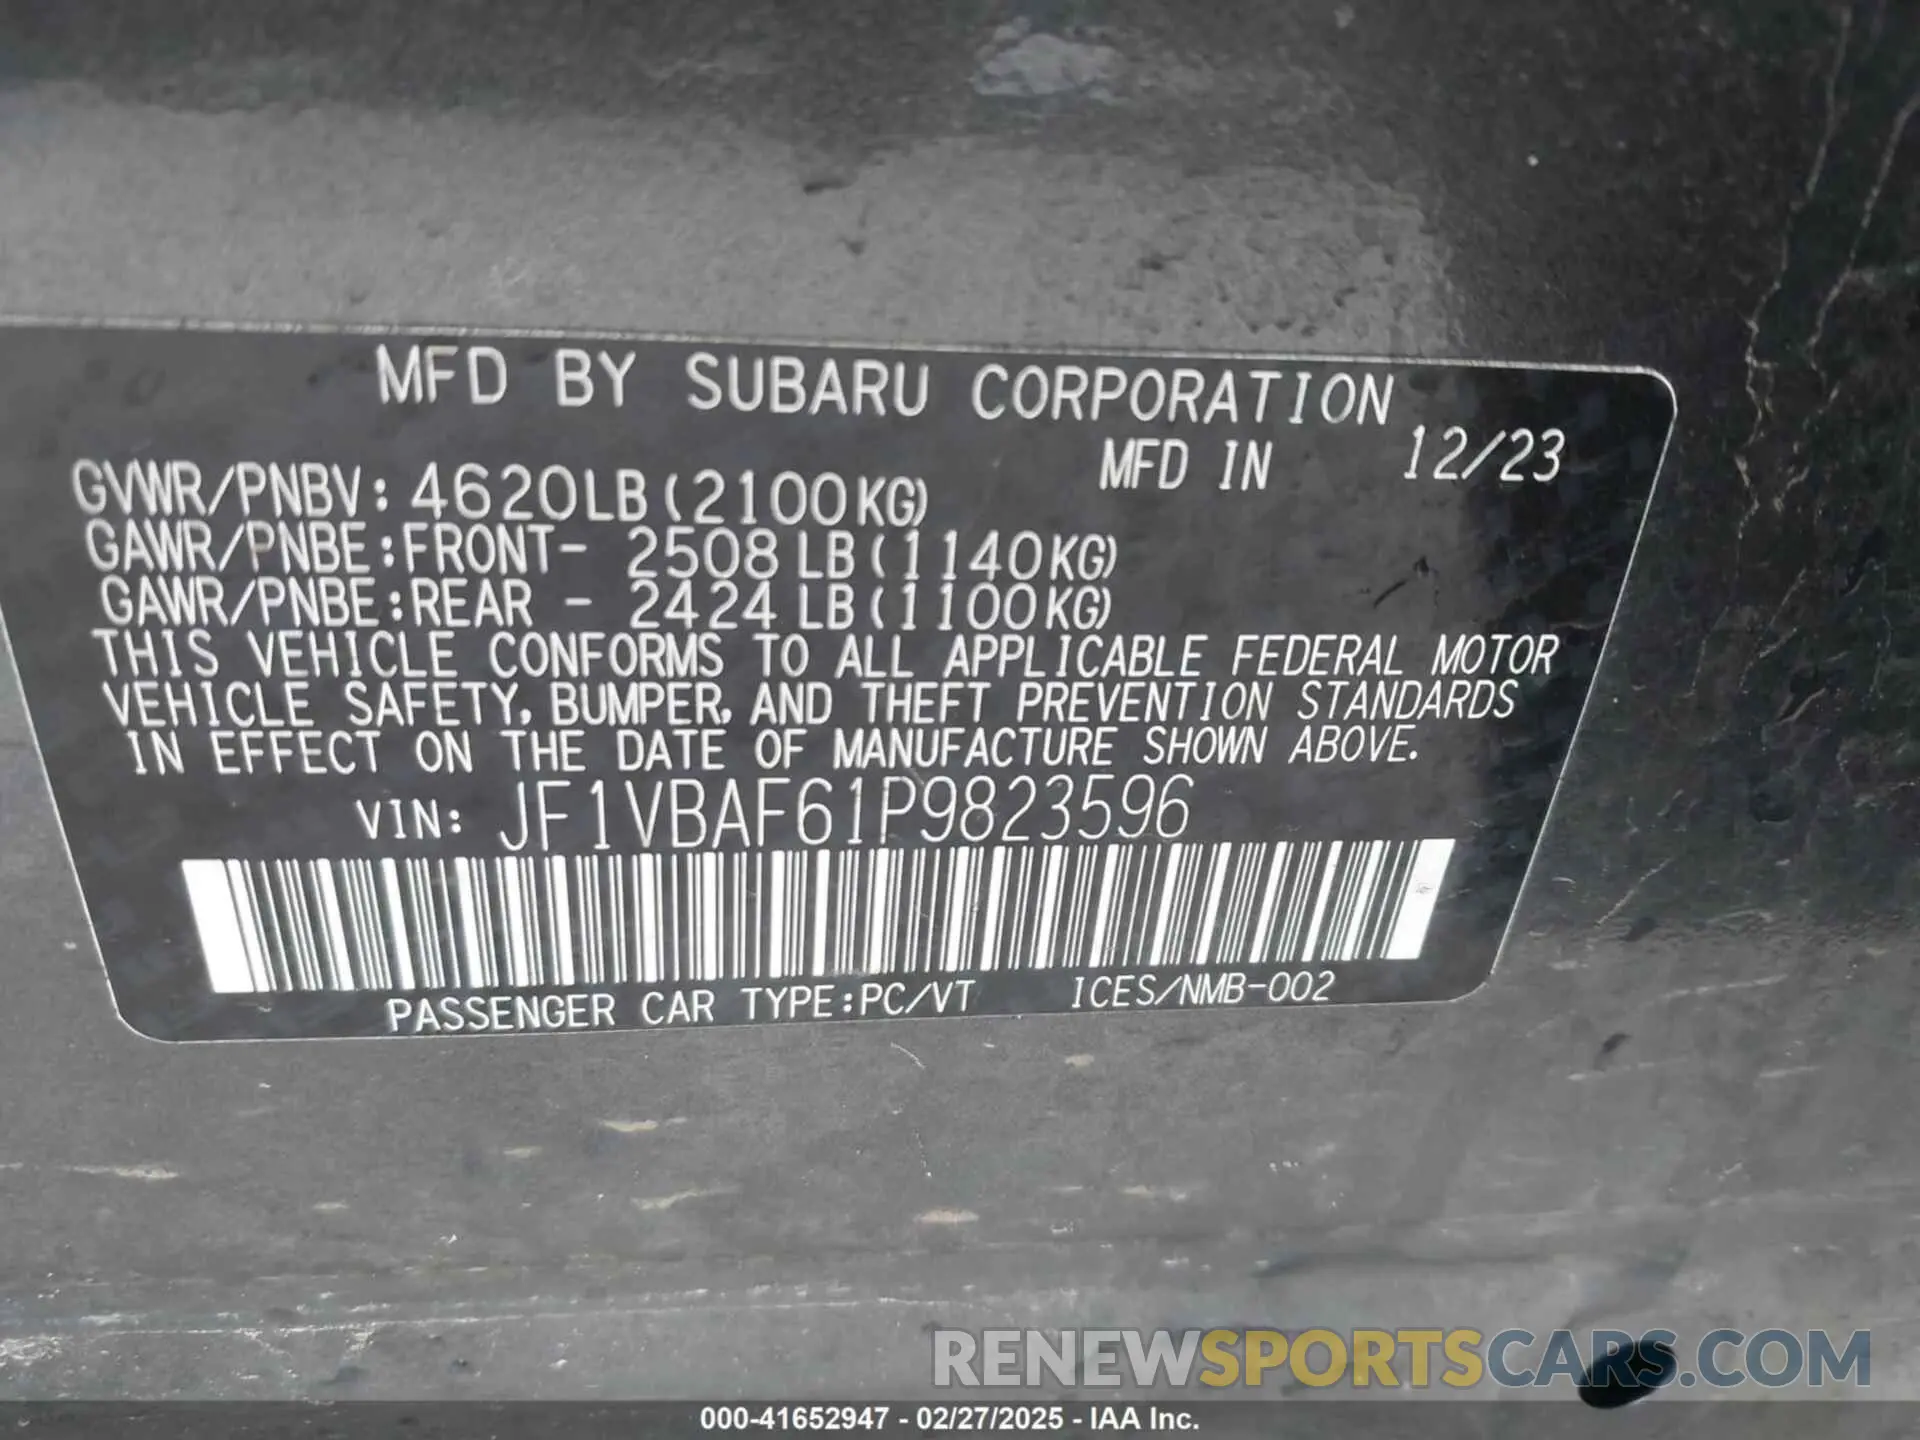 MFD BY SUBARU CORPORATION
MFD IN 12/23
GVWR/PNBV: 4620LB(2100KG)
GAWR/PNBE:FRONT- 2508LB(1140KG)
GAWR/PNBE:REAR - 2424LB(1100KG)
THIS VEHICLE CONFORMS TO ALL APPLICABLE FEDERAL MOTOR
VEHICLE SAFETY, BUMPER, AND THEFT PREVENTION STANDARDS
IN EFFECT ON THE DATE OF MANUFACTURE SHOWN ABOVE.
VIN: JF1VBAF61P9823596
PASSENGER CAR TYPE:PC/VT ICES/NMB-002
RENEWSPORTSCARS.COM
000-41652947 - 02/27/2025 - IAA Inc.